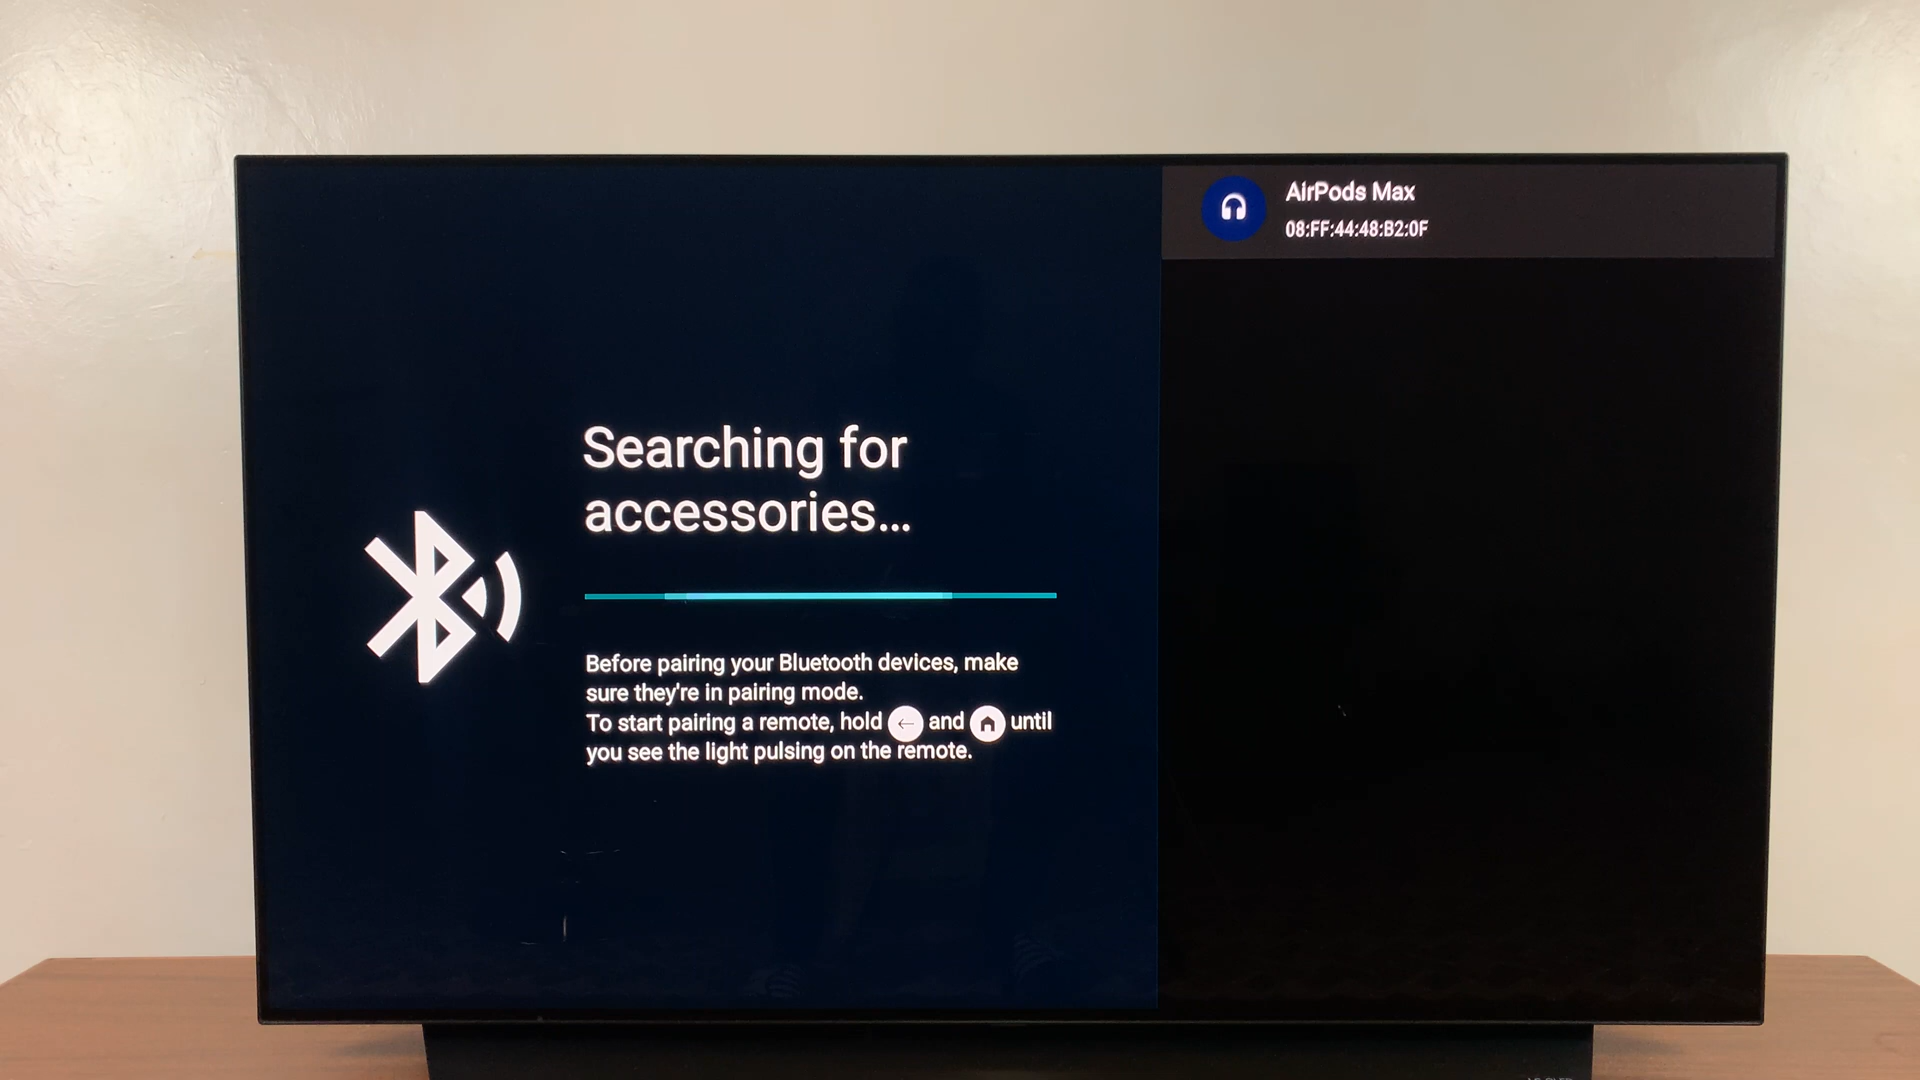 AirPods Max
08:FF:44:48:B2:0F
Searching for
accessories...
Before pairing your Bluetooth devices, make
sure they're in pairing mode.
To start pairing a remote, hold and until
you see the light pulsing on the remote.